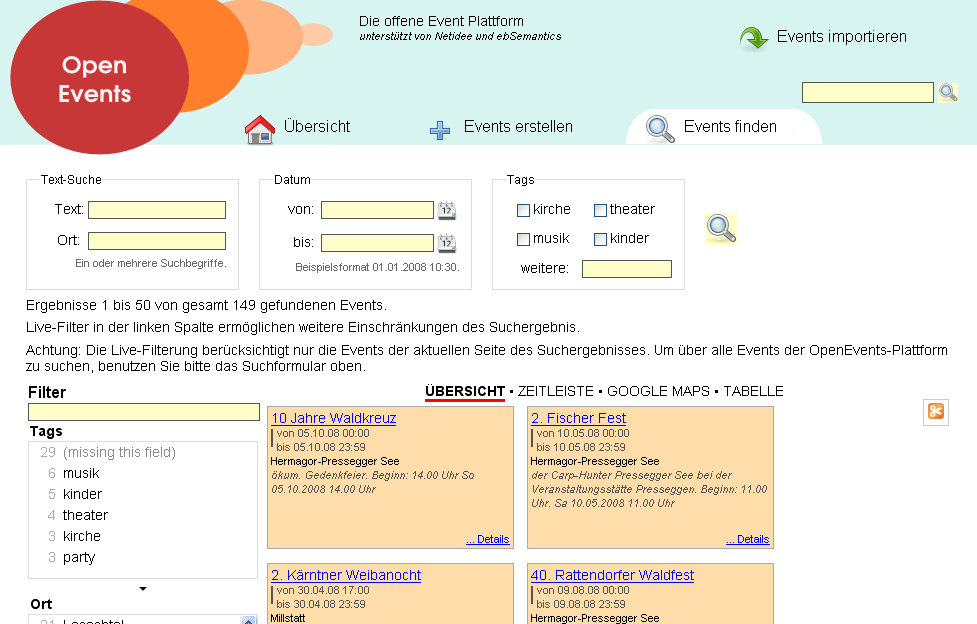 Open
Events
Die offene Event Plattform
unterstützt von Netidee und ebSemantics
Events importieren
Übersicht
Events erstellen
Events finden
Text-Suche
Text:
Ort:
Ein oder mehrere Suchbegriffe.
Datum
von:
12
bis:
12
Beispielsformat 01.01.2008 10:30.
Tags
kirche
theater
musik
kinder
weitere:
Ergebnisse 1 bis 50 von gesamt 149 gefundenen Events.
Live-Filter in der linken Spalte ermöglichen weitere Einschränkungen des Suchergebnis.
Achtung: Die Live-Filterung berücksichtigt nur die Events der aktuellen Seite des Suchergebnisses. Um über alle Events der OpenEvents-Plattform
zu suchen, benutzen Sie bitte das Suchformular oben.
Filter
Tags
29 (missing this field)
6 musik
5 kinder
4 theater
3 kirche
3 party
Ort
ÜBERSICHT • ZEITLEISTE • GOOGLE MAPS • TABELLE
10 Jahre Waldkreuz
von 05.10.08 00:00
bis 05.10.08 23:59
Hermagor-Pressegger See
ökum. Gedenkfeier. Beginn: 14.00 Uhr So
05.10.2008 14.00 Uhr
... Details
2. Fischer Fest
von 10.05.08 00:00
bis 10.05.08 23:59
Hermagor-Pressegger See
der Carp-Hunter Pressegger See bei der
Veranstaltungsstätte Presseggen. Beginn: 11.00
Uhr. Sa 10.05.2008 11.00 Uhr
... Details
2. Kärntner Weibanocht
von 30.04.08 17:00
bis 30.04.08 23:59
Millstatt
40. Rattendorfer Waldfest
von 09.08.08 00:00
bis 09.08.08 23:59
Hermagor-Pressegger See